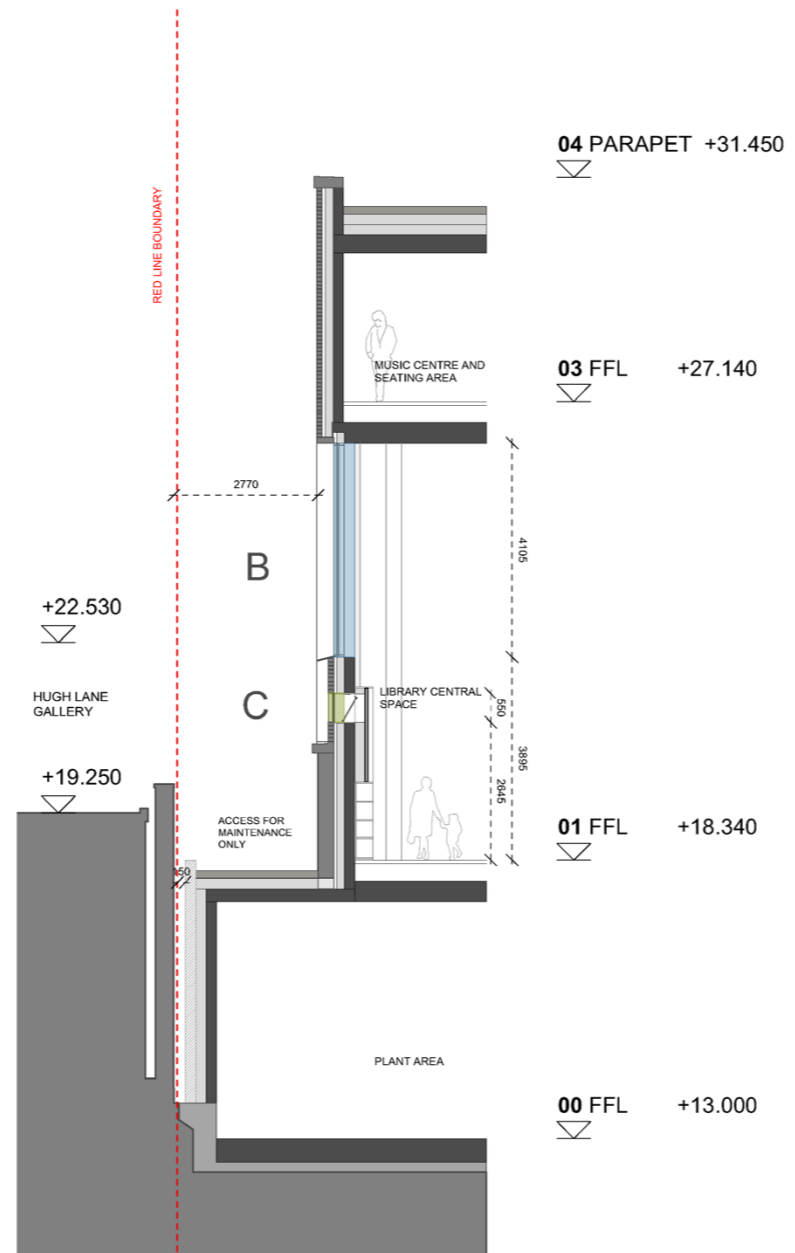 04 PARAPET +31.450
RED LINE BOUNDARY
MUSIC CENTRE AND
SEATING AREA
03 FFL +27.140
2770
4105
B
+22.530
HUGH LANE
GALLERY
C
LIBRARY CENTRAL
SPACE
550
3895
2645
+19.250
ACCESS FOR
MAINTENANCE
ONLY
01 FFL +18.340
PLANT AREA
00 FFL +13.000